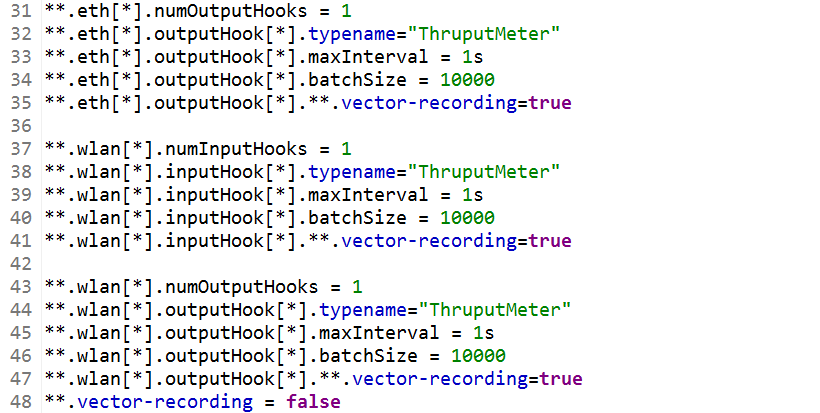 31 **.eth[*].numOutputHooks = 1
32 **.eth[*].outputHook[*].typename="ThruputMeter"
33 **.eth[*].outputHook[*].maxInterval = 1s
34 **.eth[*].outputHook[*].batchSize = 10000
35 **.eth[*].outputHook[*].**.vector-recording=true
36
37 **.wlan[*].numInputHooks = 1
38 **.wlan[*].inputHook[*].typename="ThruputMeter"
39 **.wlan[*].inputHook[*].maxInterval = 1s
40 **.wlan[*].inputHook[*].batchSize = 10000
41 **.wlan[*].inputHook[*].**.vector-recording=true
42
43 **.wlan[*].numOutputHooks = 1
44 **.wlan[*].outputHook[*].typename="ThruputMeter"
45 **.wlan[*].outputHook[*].maxInterval = 1s
46 **.wlan[*].outputHook[*].batchSize = 10000
47 **.wlan[*].outputHook[*].**.vector-recording=true
48 **.vector-recording = false